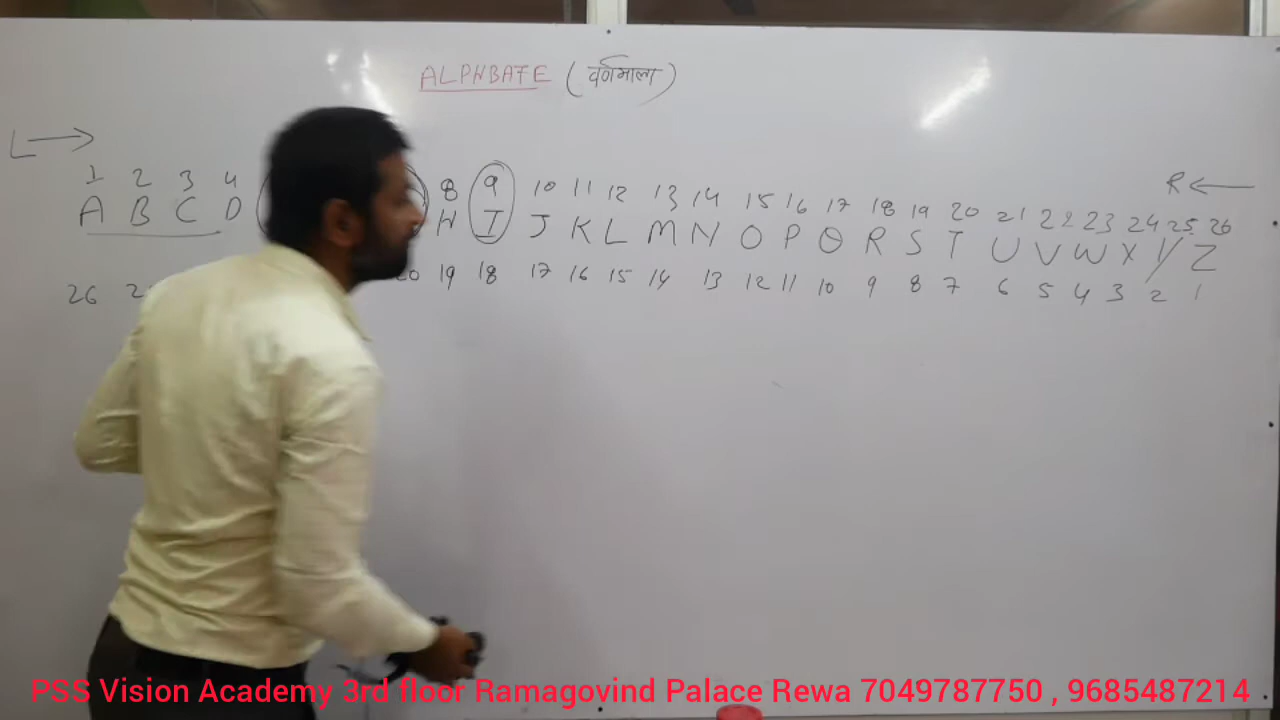 ALPHBATE (वर्णमाला)
L →
R ←
1 2 3 4 8 9 10 11 12 13 14 15 16 17 18 19 20 21 22 23 24 25 26
A B C D H I J K L M N O P Q R S T U V W X Y Z
26 19 18 17 16 15 14 13 12 11 10 9 8 7 6 5 4 3 2 1
PSS Vision Academy 3rd floor Ramagovind Palace Rewa 7049787750 , 9685487214